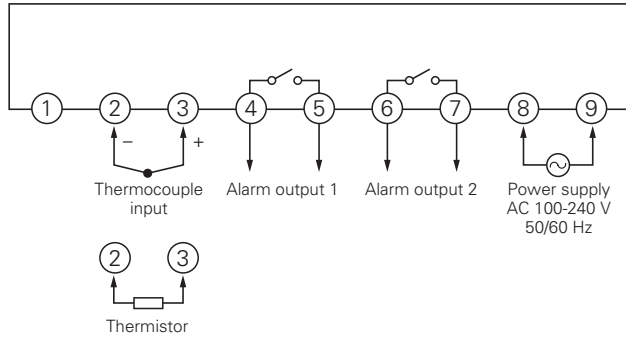 1 2 3 4 5 6 7 8 9
– +
Thermocouple
input
Alarm output 1
Alarm output 2
Power supply
AC 100-240 V
50/60 Hz
2 3
Thermistor